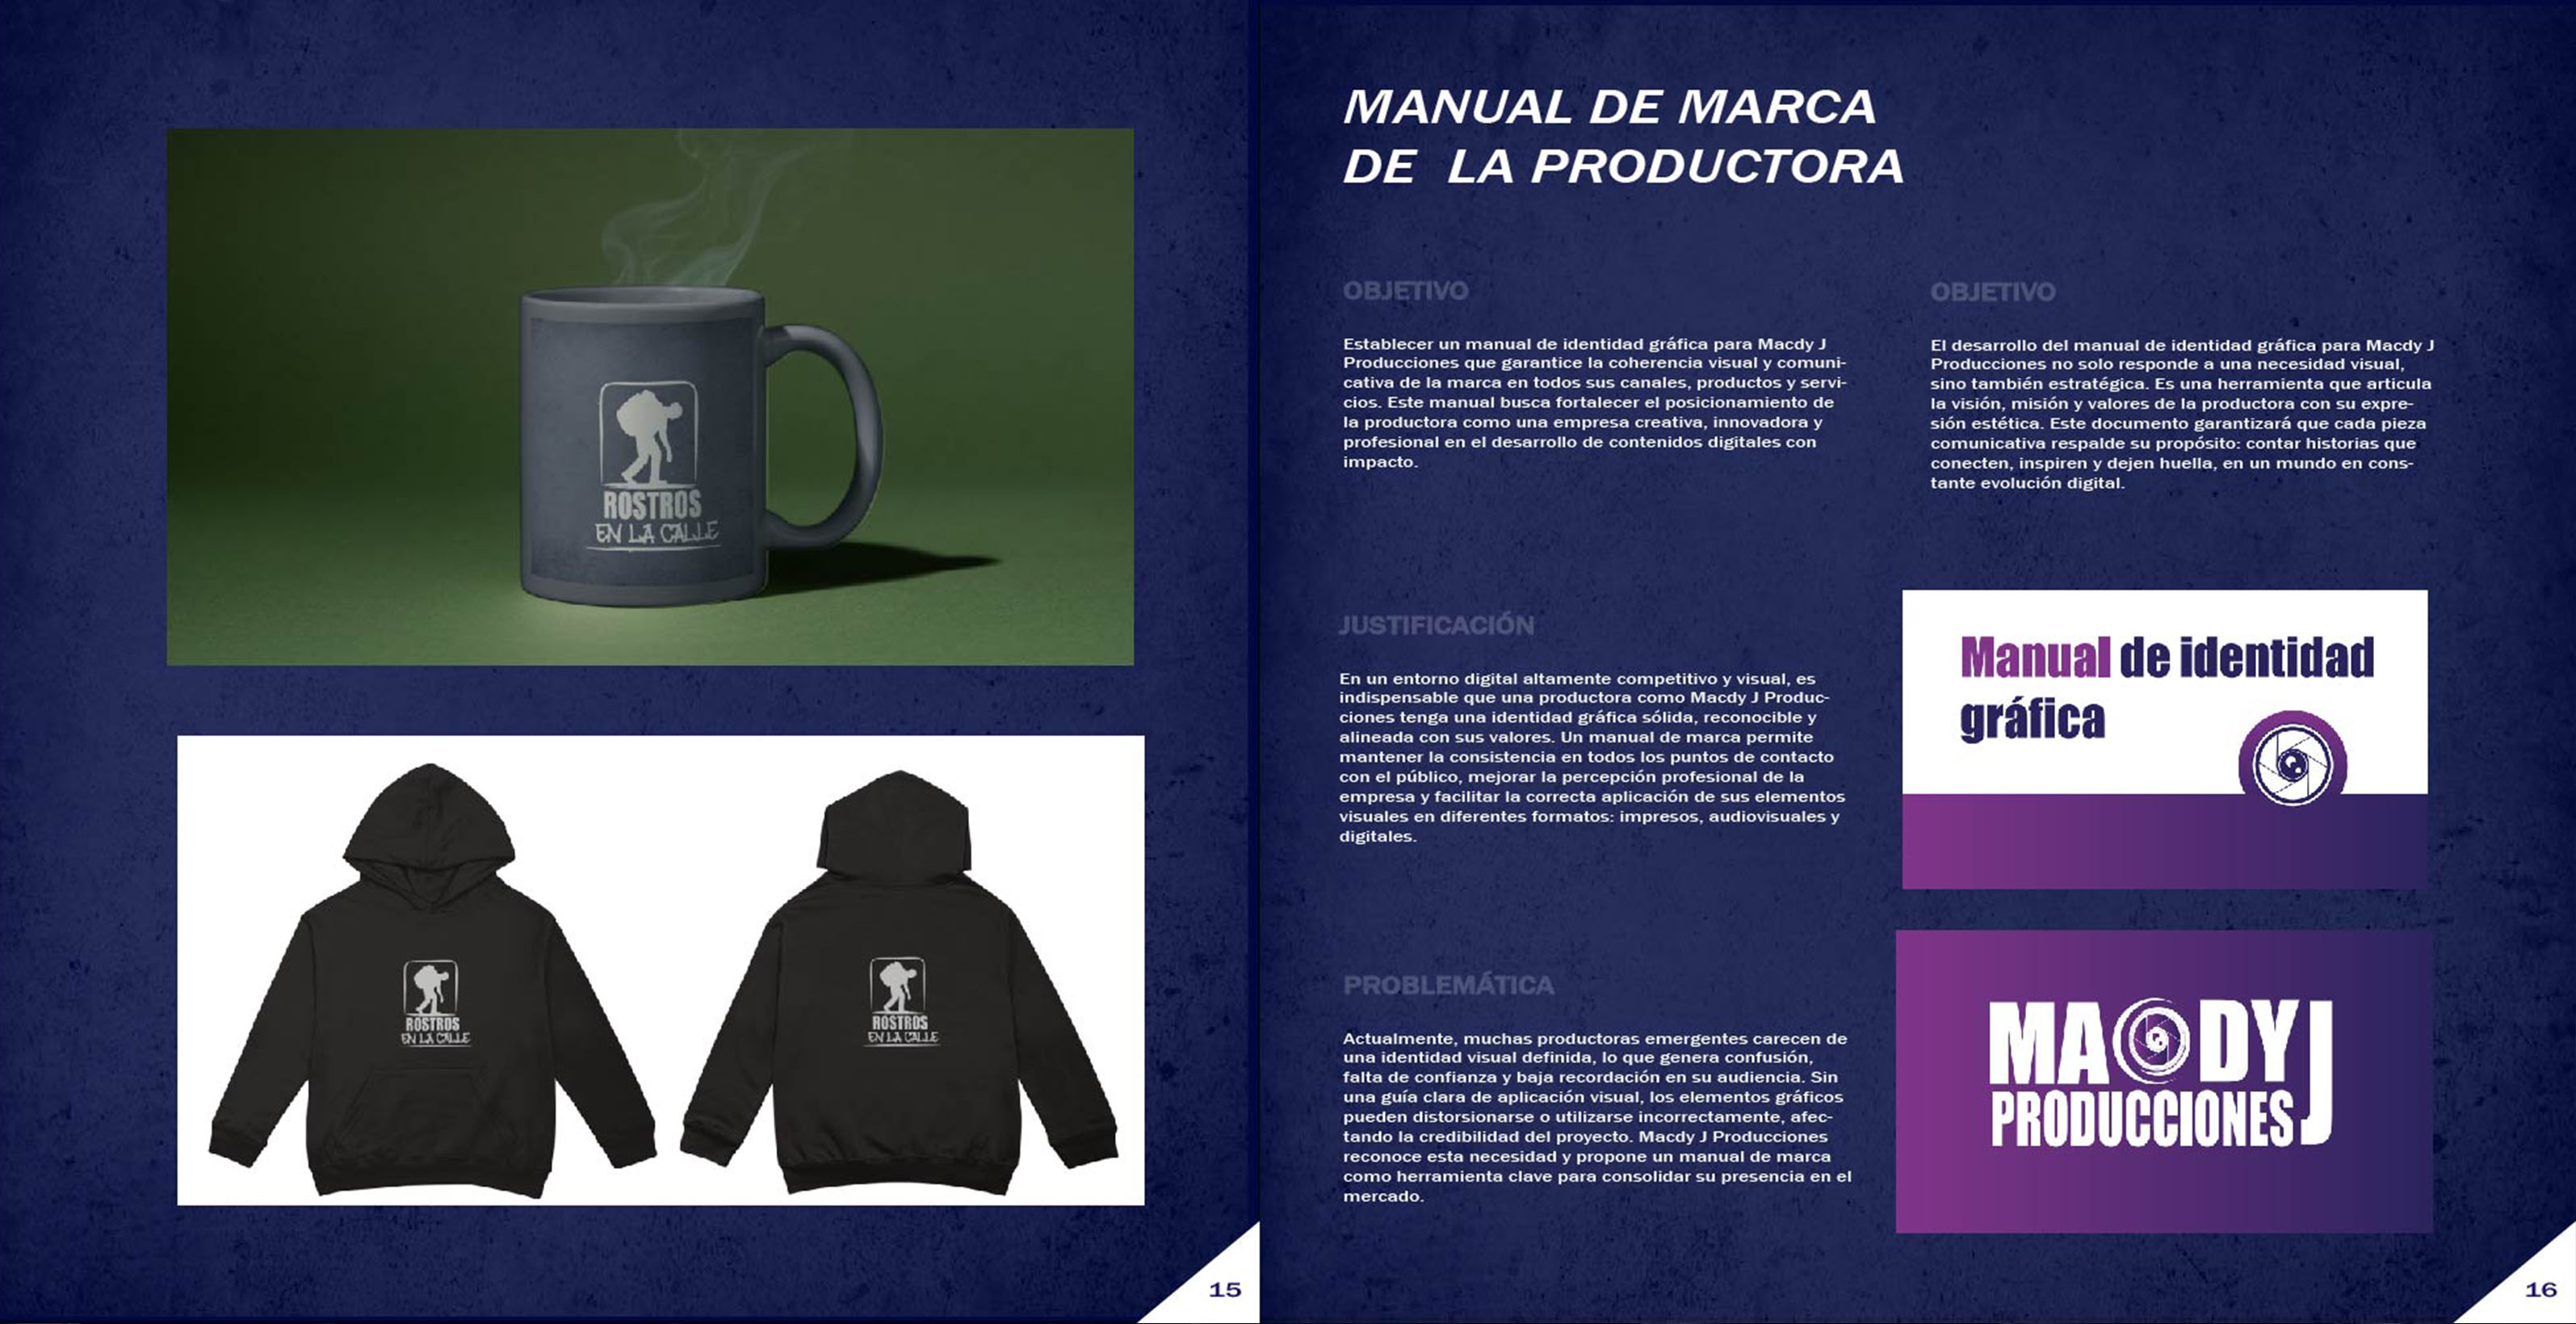 ROSTROS
EN LA CALLE
ROSTROS
EN LA CALLE
ROSTROS
EN LA CALLE
15
MANUAL DE MARCA
DE LA PRODUCTORA
OBJETIVO
Establecer un manual de identidad gráfica para Macdy J
Producciones que garantice la coherencia visual y comuni-
cativa de la marca en todos sus canales, productos y servi-
cios. Este manual busca fortalecer el posicionamiento de
la productora como una empresa creativa, innovadora y
profesional en el desarrollo de contenidos digitales con
impacto.
OBJETIVO
El desarrollo del manual de identidad gráfica para Macdy J
Producciones no solo responde a una necesidad visual,
sino también estratégica. Es una herramienta que articula
la visión, misión y valores de la productora con su expre-
sión estética. Este documento garantizará que cada pieza
comunicativa respalde su propósito: contar historias que
conecten, inspiren y dejen huella, en un mundo en cons-
tante evolución digital.
JUSTIFICACIÓN
En un entorno digital altamente competitivo y visual, es
indispensable que una productora como Macdy J Produc-
ciones tenga una identidad gráfica sólida, reconocible y
alineada con sus valores. Un manual de marca permite
mantener la consistencia en todos los puntos de contacto
con el público, mejorar la percepción profesional de la
empresa y facilitar la correcta aplicación de sus elementos
visuales en diferentes formatos: impresos, audiovisuales y
digitales.
Manual de identidad
gráfica
PROBLEMÁTICA
Actualmente, muchas productoras emergentes carecen de
una identidad visual definida, lo que genera confusión,
falta de confianza y baja recordación en su audiencia. Sin
una guía clara de aplicación visual, los elementos gráficos
pueden distorsionarse o utilizarse incorrectamente, afec-
tando la credibilidad del proyecto. Macdy J Producciones
reconoce esta necesidad y propone un manual de marca
como herramienta clave para consolidar su presencia en el
mercado.
MACDY J
PRODUCCIONES
16